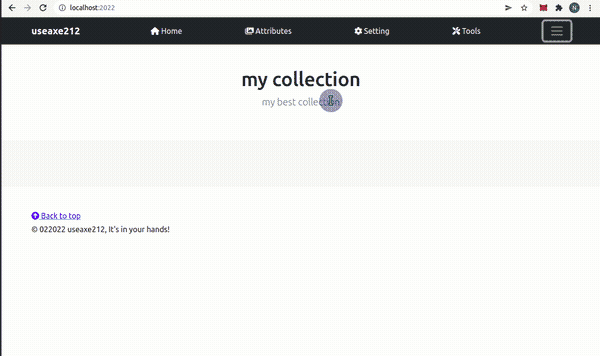 localhost:2022
N
useaxe212 Home Attributes Setting Tools
my collection
my best collection
Back to top
© 022022 useaxe212, It's in your hands!